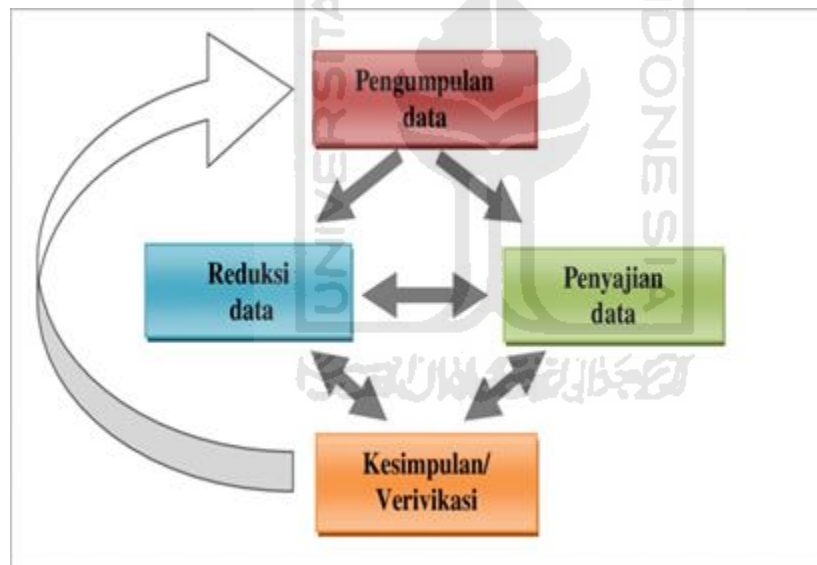 Pengumpulan
data
Reduksi
data
Penyajian
data
Kesimpulan/
Verivikasi